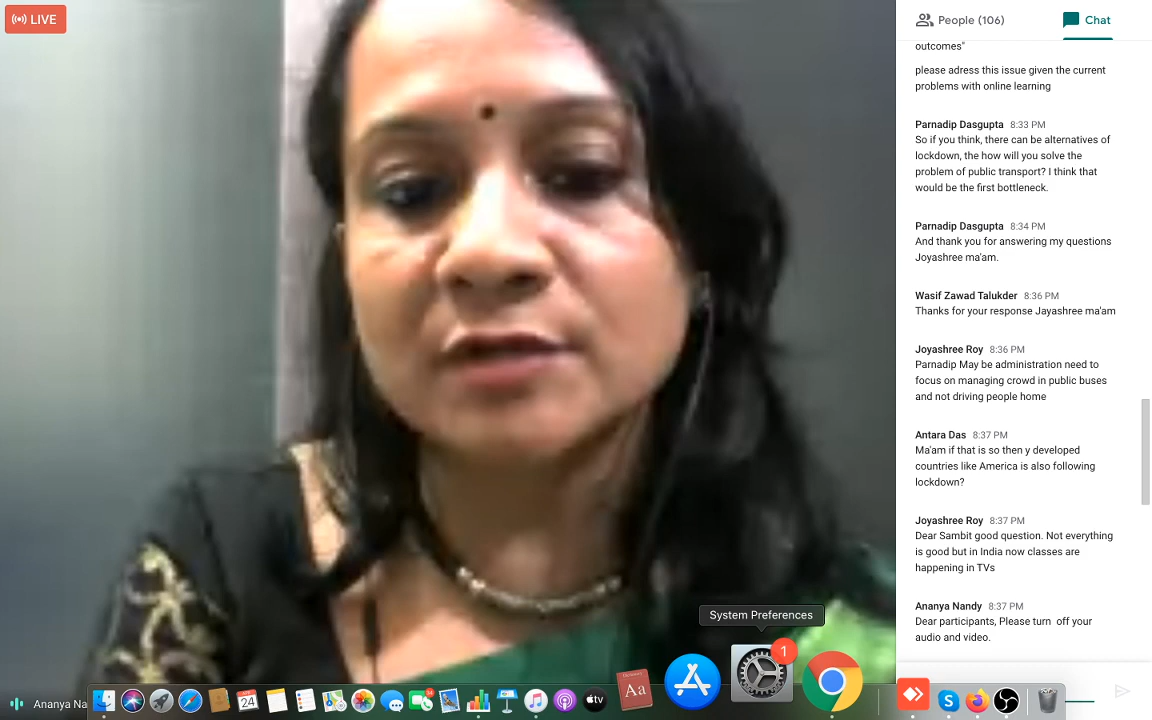 LIVE
People (106)
Chat
outcomes"
please adress this issue given the current
problems with online learning
Parnadip Dasgupta 8:33 PM
So if you think, there can be alternatives of
lockdown, the how will you solve the
problem of public transport? I think that
would be the first bottleneck.
Parnadip Dasgupta 8:34 PM
And thank you for answering my questions
Joyashree ma'am.
Wasif Zawad Talukder 8:36 PM
Thanks for your response Jayashree ma'am
Joyashree Roy 8:36 PM
Parnadip May be administration need to
focus on managing crowd in public buses
and not driving people home
Antara Das 8:37 PM
Ma'am if that is so then y developed
countries like America is also following
lockdown?
Joyashree Roy 8:37 PM
Dear Sambit good question. Not everything
is good but in India now classes are
happening in TVs
Ananya Nandy 8:37 PM
Dear participants, Please turn off your
audio and video.
System Preferences
1
Ananya Na
24
Aa
tv